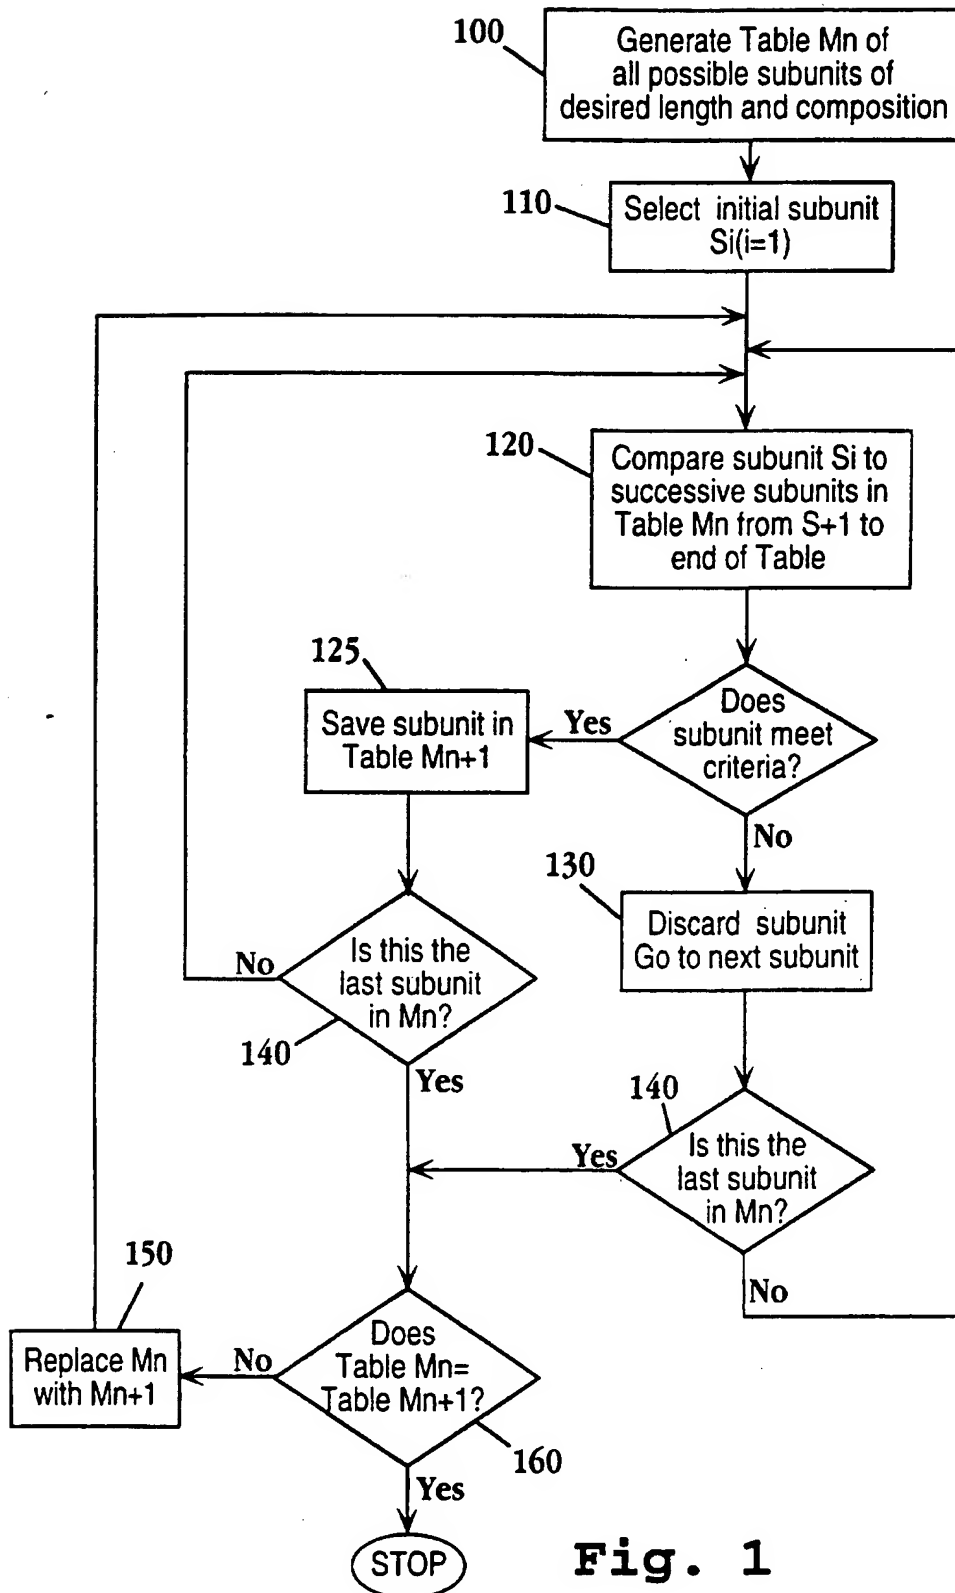 100
Generate Table Mn of
all possible subunits of
desired length and composition
110
Select initial subunit
Si(i=1)
120
Compare subunit Si to
successive subunits in
Table Mn from S+1 to
end of Table
125
Save subunit in
Table Mn+1
Yes
Does
subunit meet
criteria?
No
130
Discard subunit
Go to next subunit
No
Is this the
last subunit
in Mn?
140
Yes
140
Yes
Is this the
last subunit
in Mn?
No
150
Replace Mn
with Mn+1
No
Does
Table Mn=
Table Mn+1?
160
Yes
STOP
Fig. 1